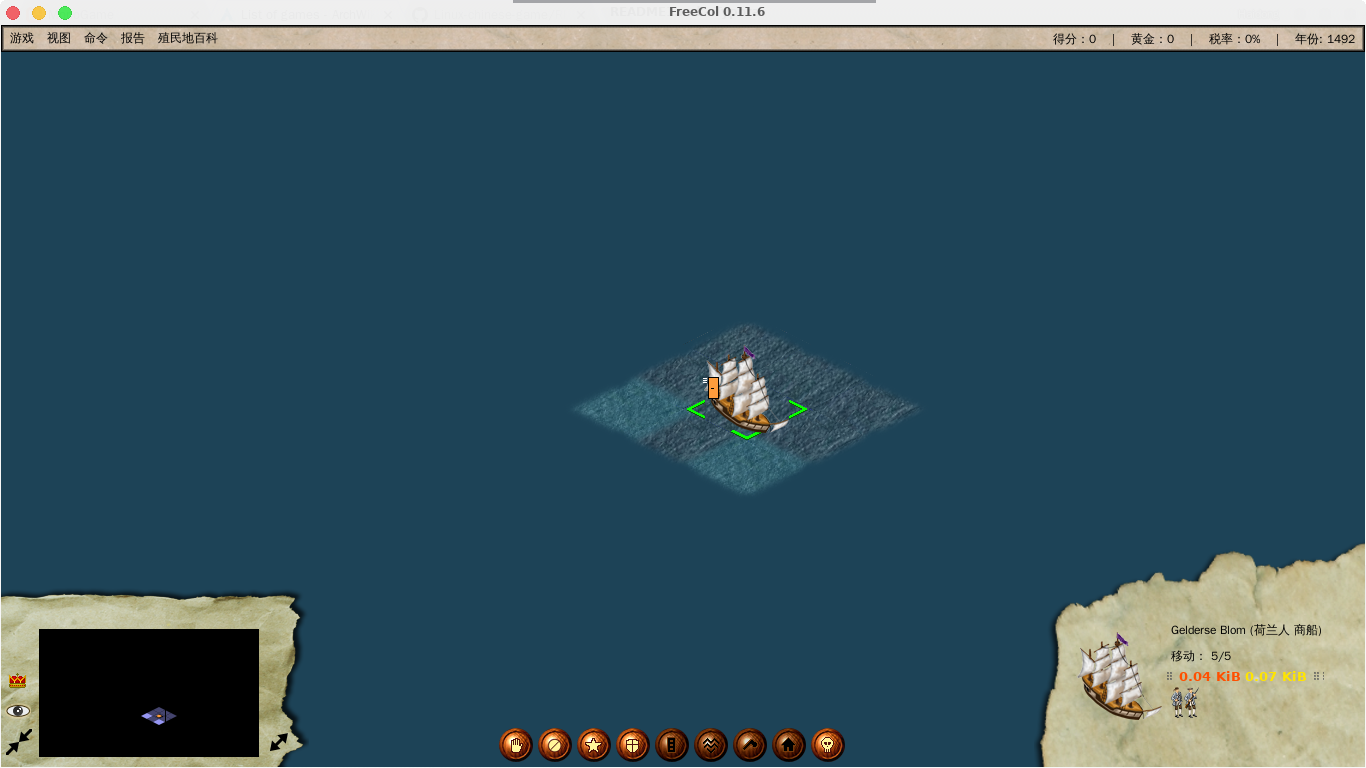 FreeCol 0.11.6
游戏 视图 命令 报告 殖民地百科
得分：0 | 黄金：0 | 税率：0% | 年份: 1492
Gelderse Blom (荷兰人 商船)
移动： 5/5
0.04 KiB 0.07 KiB